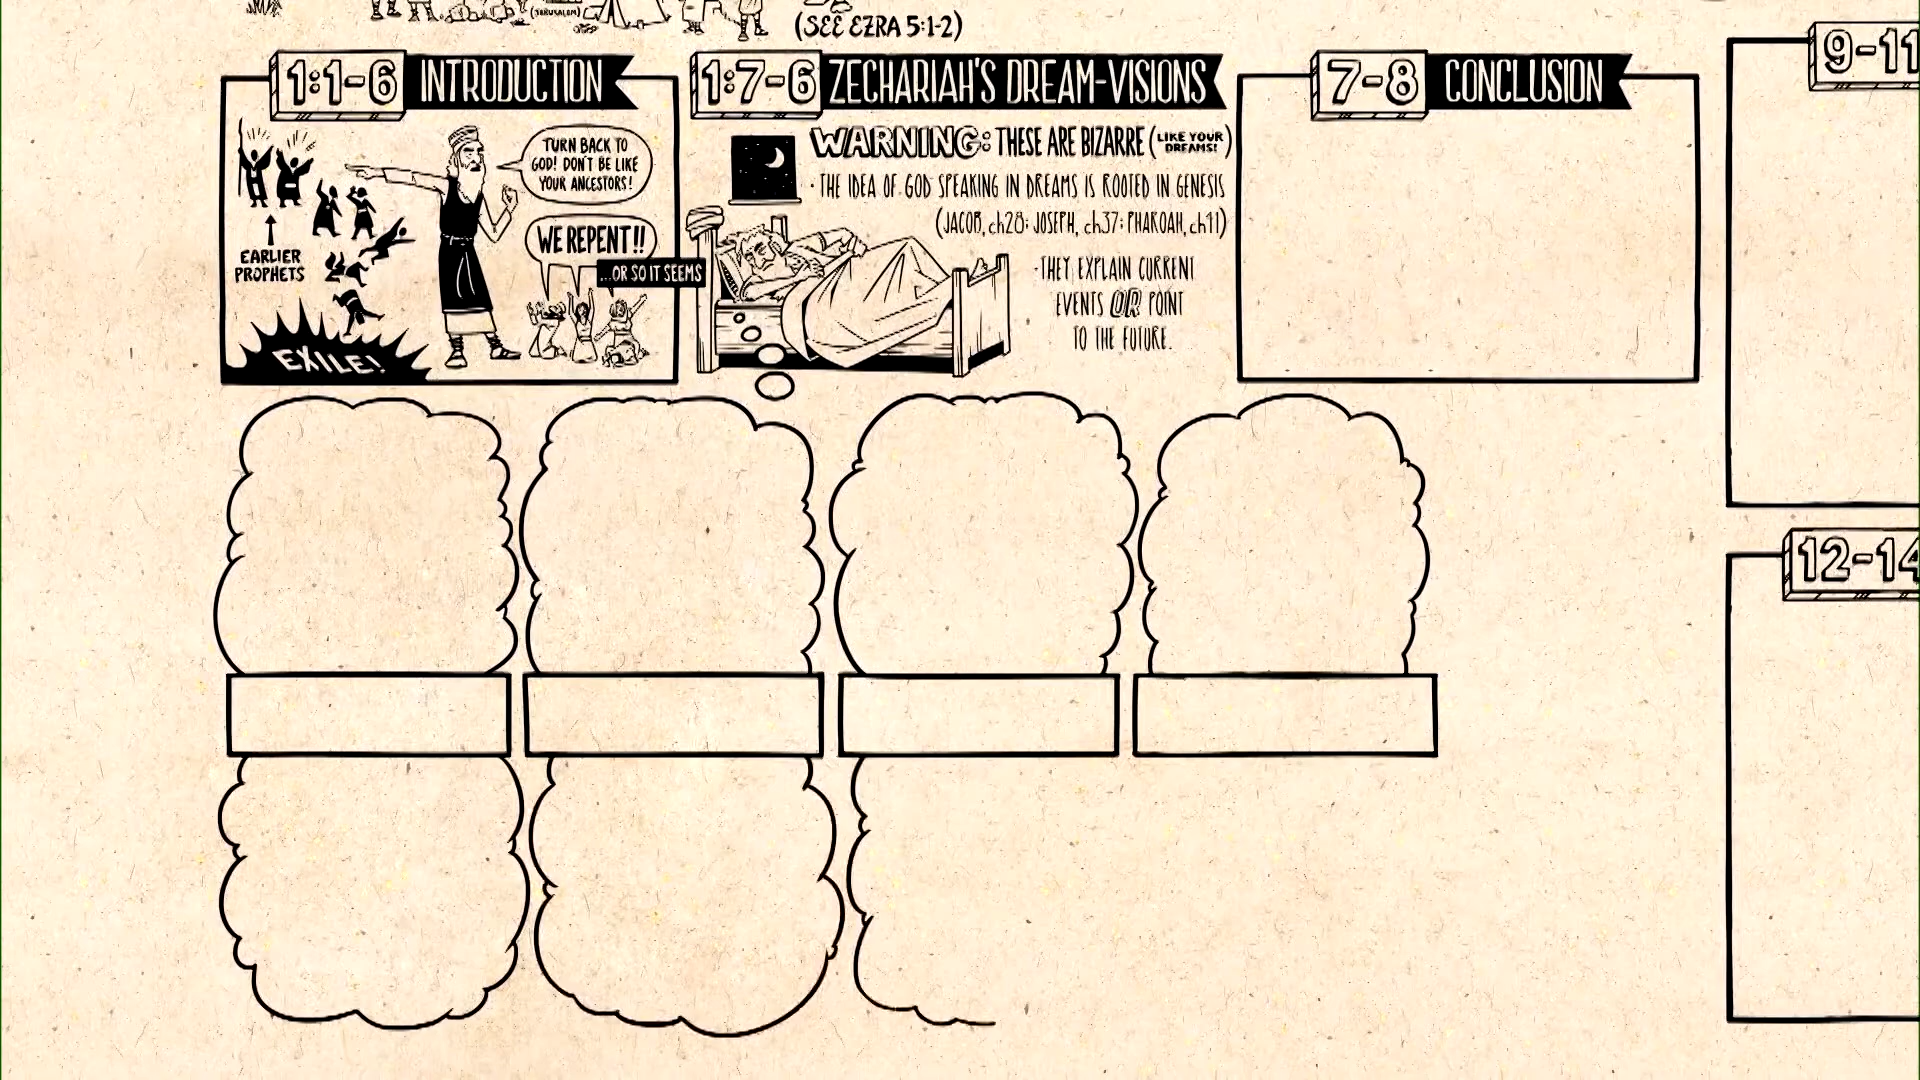 (JERUSALEM)
(SEE EZRA 5:1-2)
1:1-6 INTRODUCTION
TURN BACK TO
GOD! DON'T BE LIKE
YOUR ANCESTORS!
WE REPENT!!
...OR SO IT SEEMS
EARLIER
PROPHETS
EXILE!
1:7-6 ZECHARIAH'S DREAM-VISIONS
WARNING: THESE ARE BIZARRE (LIKE YOUR
DREAMS!)
· THE IDEA OF GOD SPEAKING IN DREAMS IS ROOTED IN GENESIS
(JACOB, ch28; JOSEPH, ch37; PHAROAH, ch41)
·THEY EXPLAIN CURRENT
EVENTS OR POINT
TO THE FUTURE.
7-8 CONCLUSION
9-11
12-14